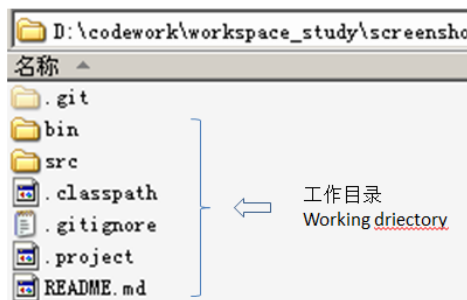 D:\codework\workspace_study\screensho
名称
.git
bin
src
.classpath
.gitignore
.project
README.md
工作目录
Working driectory